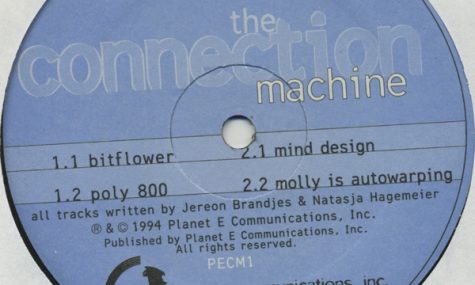 the
connection
machine
1.1 bitflower
2.1 mind design
1.2 poly 800
2.2 molly is autowarping
all tracks written by Jereon Brandjes & Natasja Hagemeier
℗ & © 1994 Planet E Communications, Inc.
Published by Planet E Communications, Inc.
All rights reserved.
PECM1
communications, inc.